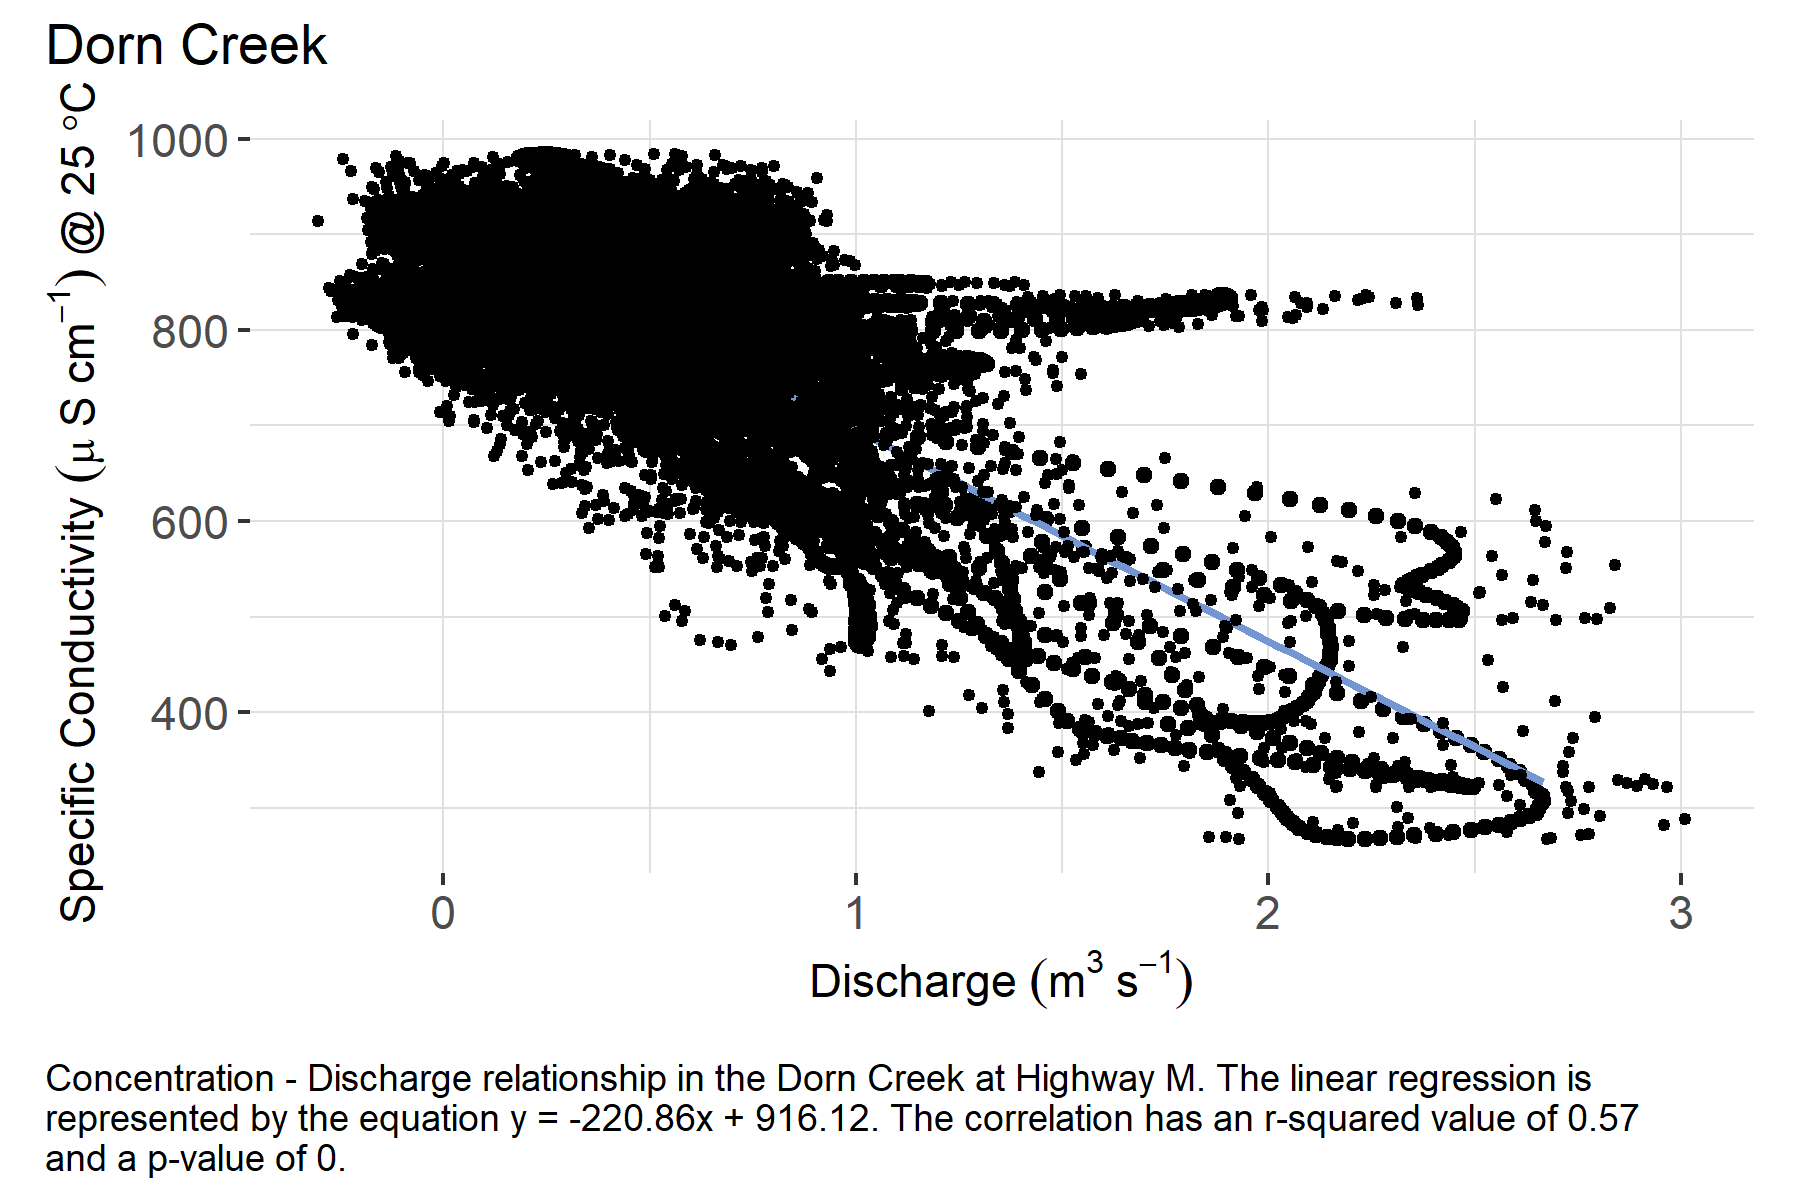 Dorn Creek
Specific Conductivity (μ S cm⁻¹) @ 25 °C
1000
800
600
400
0 1 2 3
Discharge (m³ s⁻¹)
Concentration - Discharge relationship in the Dorn Creek at Highway M. The linear regression is
represented by the equation y = -220.86x + 916.12. The correlation has an r-squared value of 0.57
and a p-value of 0.